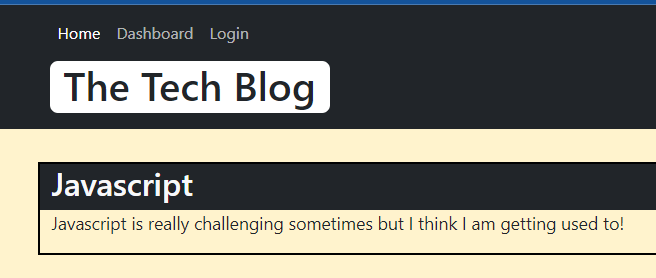 Home Dashboard Login
The Tech Blog
Javascript
Javascript is really challenging sometimes but I think I am getting used to!